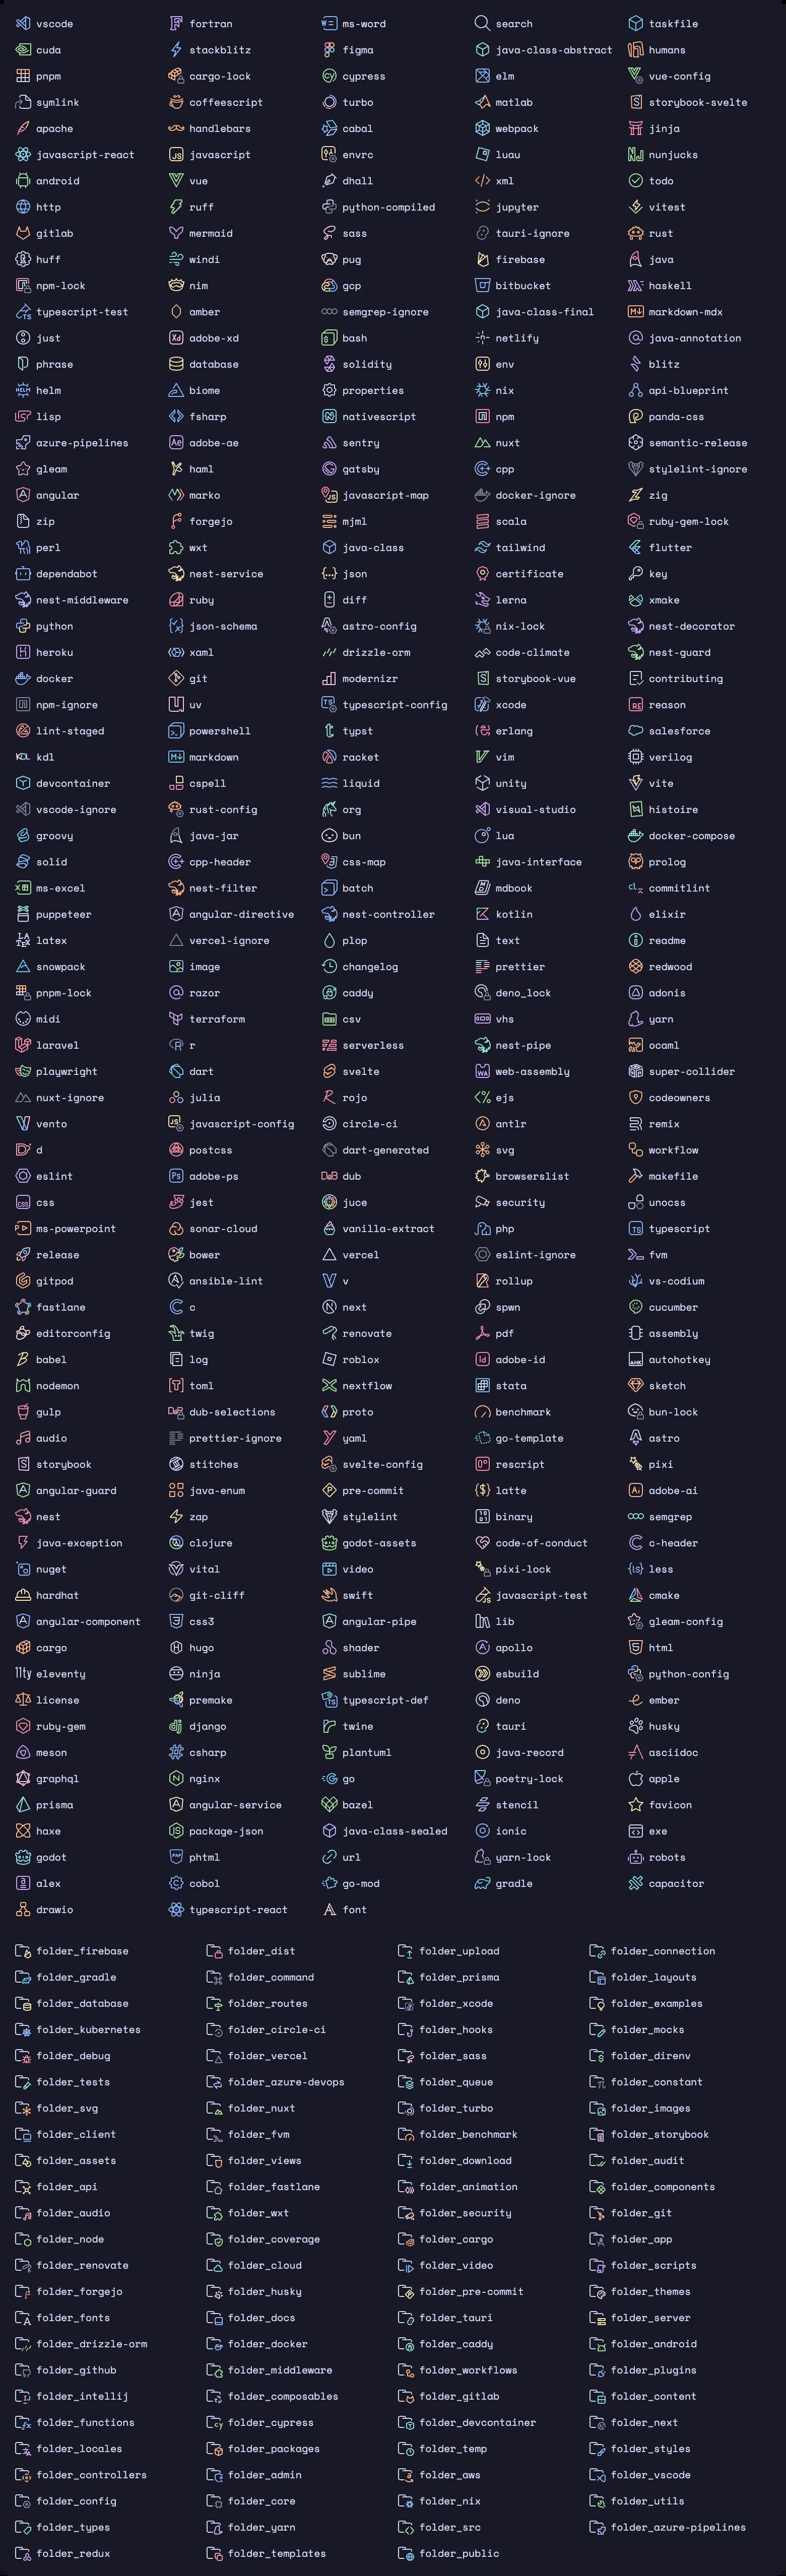 vscode fortran ms-word search taskfile
cuda stackblitz figma java-class-abstract humans
pnpm cargo-lock cypress elm vue-config
symlink coffeescript turbo matlab storybook-svelte
apache handlebars cabal webpack jinja
javascript-react javascript envrc luau nunjucks
android vue dhall xml todo
http ruff python-compiled jupyter vitest
gitlab mermaid sass tauri-ignore rust
huff windi pug firebase java
npm-lock nim gcp bitbucket haskell
typescript-test amber semgrep-ignore java-class-final markdown-mdx
just adobe-xd bash netlify java-annotation
phrase database solidity env blitz
helm biome properties nix api-blueprint
lisp fsharp nativescript npm panda-css
azure-pipelines adobe-ae sentry nuxt semantic-release
gleam haml gatsby cpp stylelint-ignore
angular marko javascript-map docker-ignore zig
zip forgejo mjml scala ruby-gem-lock
perl wxt java-class tailwind flutter
dependabot nest-service json certificate key
nest-middleware ruby diff lerna xmake
python json-schema astro-config nix-lock nest-decorator
heroku xaml drizzle-orm code-climate nest-guard
docker git modernizr storybook-vue contributing
npm-ignore uv typescript-config xcode reason
lint-staged powershell typst erlang salesforce
kdl markdown racket vim verilog
devcontainer cspell liquid unity vite
vscode-ignore rust-config org visual-studio histoire
groovy java-jar bun lua docker-compose
solid cpp-header css-map java-interface prolog
ms-excel nest-filter batch mdbook commitlint
puppeteer angular-directive nest-controller kotlin elixir
latex vercel-ignore plop text readme
snowpack image changelog prettier redwood
pnpm-lock razor caddy deno_lock adonis
midi terraform csv vhs yarn
laravel r serverless nest-pipe ocaml
playwright dart svelte web-assembly super-collider
nuxt-ignore julia rojo ejs codeowners
vento javascript-config circle-ci antlr remix
d postcss dart-generated svg workflow
eslint adobe-ps dub browserslist makefile
css jest juce security unocss
ms-powerpoint sonar-cloud vanilla-extract php typescript
release bower vercel eslint-ignore fvm
gitpod ansible-lint v rollup vs-codium
fastlane c next spwn cucumber
editorconfig twig renovate pdf assembly
babel log roblox adobe-id autohotkey
nodemon toml nextflow stata sketch
gulp dub-selections proto benchmark bun-lock
audio prettier-ignore yaml go-template astro
storybook stitches svelte-config rescript pixi
angular-guard java-enum pre-commit latte adobe-ai
nest zap stylelint binary semgrep
java-exception clojure godot-assets code-of-conduct c-header
nuget vital video pixi-lock less
hardhat git-cliff swift javascript-test cmake
angular-component css3 angular-pipe lib gleam-config
cargo hugo shader apollo html
eleventy ninja sublime esbuild python-config
license premake typescript-def deno ember
ruby-gem django twine tauri husky
meson csharp plantuml java-record asciidoc
graphql nginx go poetry-lock apple
prisma angular-service bazel stencil favicon
haxe package-json java-class-sealed ionic exe
godot phtml url yarn-lock robots
alex cobol go-mod gradle capacitor
drawio typescript-react font
folder_firebase folder_dist folder_upload folder_connection
folder_gradle folder_command folder_prisma folder_layouts
folder_database folder_routes folder_xcode folder_examples
folder_kubernetes folder_circle-ci folder_hooks folder_mocks
folder_debug folder_vercel folder_sass folder_direnv
folder_tests folder_azure-devops folder_queue folder_constant
folder_svg folder_nuxt folder_turbo folder_images
folder_client folder_fvm folder_benchmark folder_storybook
folder_assets folder_views folder_download folder_audit
folder_api folder_fastlane folder_animation folder_components
folder_audio folder_wxt folder_security folder_git
folder_node folder_coverage folder_cargo folder_app
folder_renovate folder_cloud folder_video folder_scripts
folder_forgejo folder_husky folder_pre-commit folder_themes
folder_fonts folder_docs folder_tauri folder_server
folder_drizzle-orm folder_docker folder_caddy folder_android
folder_github folder_middleware folder_workflows folder_plugins
folder_intellij folder_composables folder_gitlab folder_content
folder_functions folder_cypress folder_devcontainer folder_next
folder_locales folder_packages folder_temp folder_styles
folder_controllers folder_admin folder_aws folder_vscode
folder_config folder_core folder_nix folder_utils
folder_types folder_yarn folder_src folder_azure-pipelines
folder_redux folder_templates folder_public